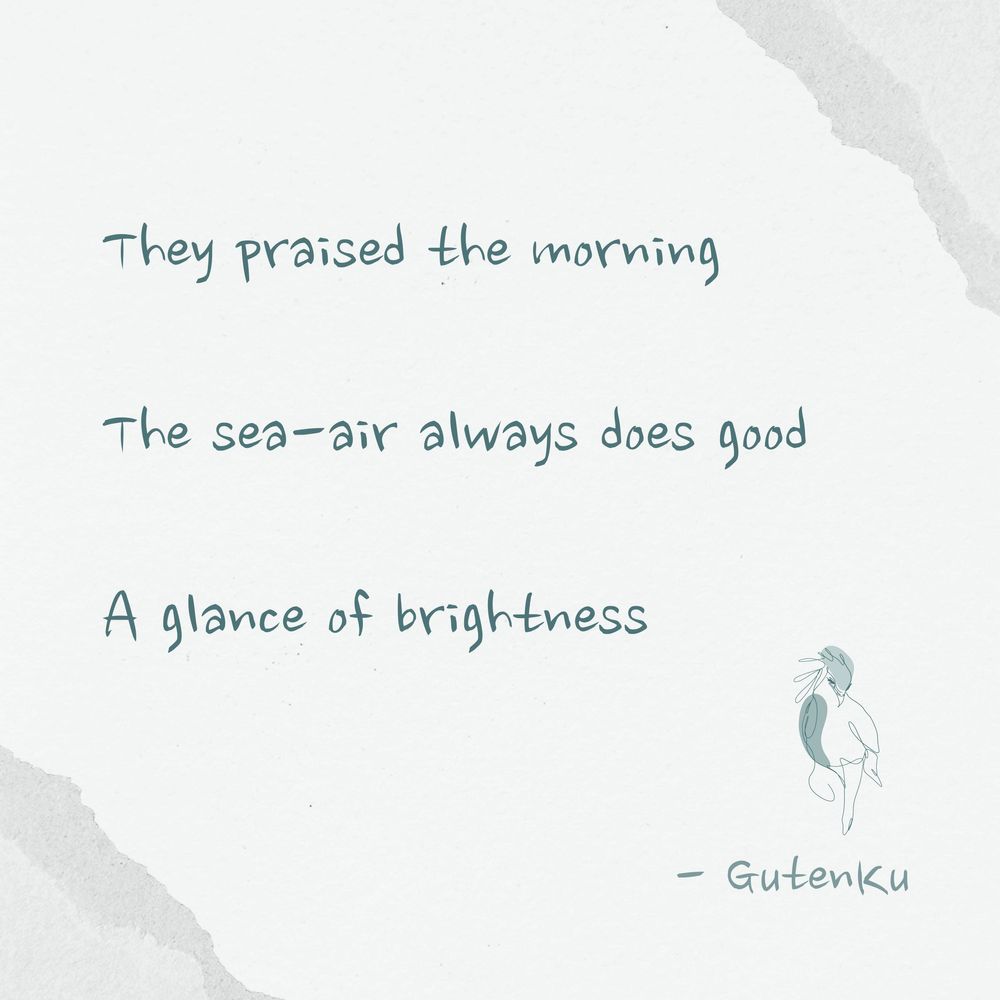 They praised the morning
The sea-air always does good
A glance of brightness
- GutenKu